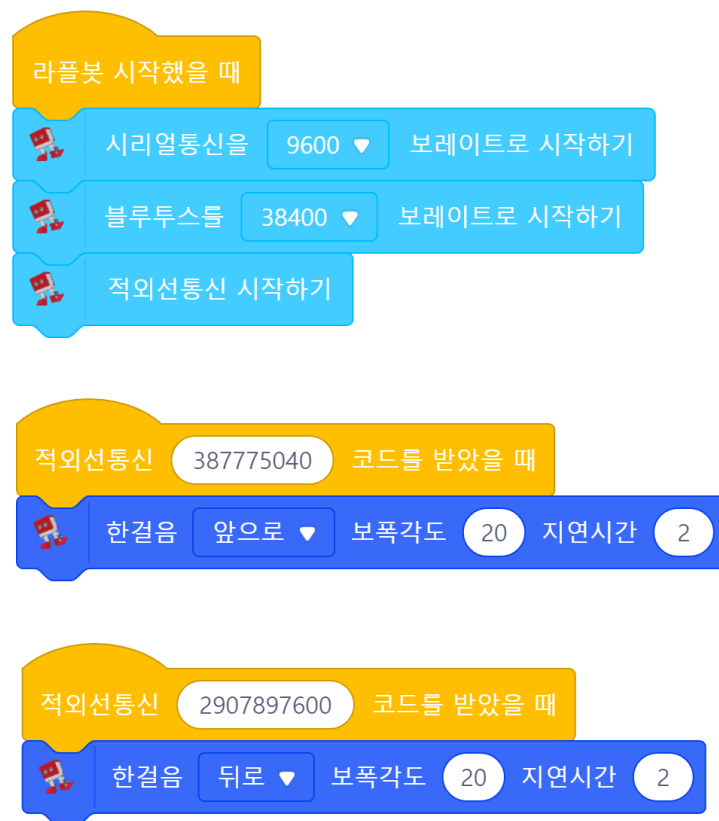 라플봇 시작했을 때
시리얼통신을 9600 보레이트로 시작하기
블루투스를 38400 보레이트로 시작하기
적외선통신 시작하기
적외선통신 387775040 코드를 받았을 때
한걸음 앞으로 보폭각도 20 지연시간 2
적외선통신 2907897600 코드를 받았을 때
한걸음 뒤로 보폭각도 20 지연시간 2